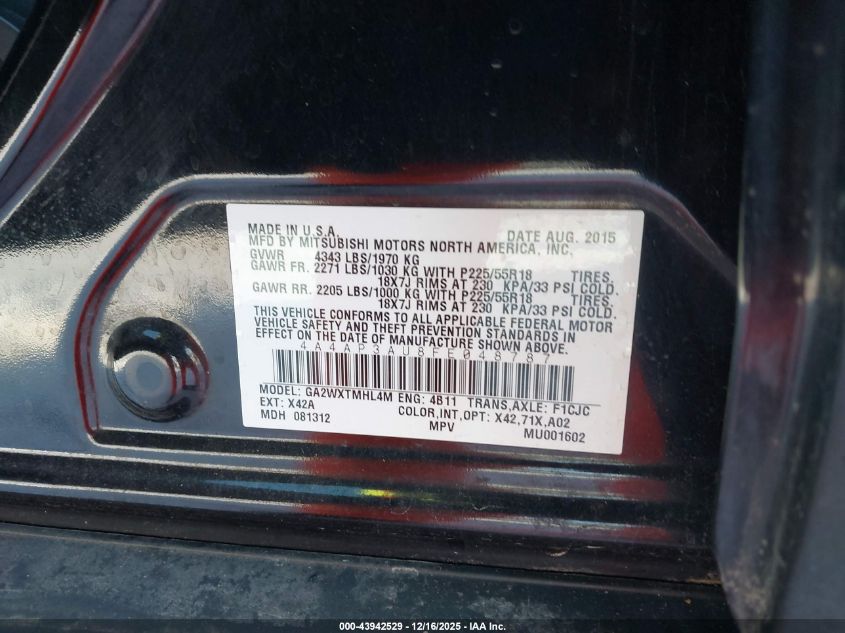 MADE IN U.S.A. DATE AUG. 2015
MFD BY MITSUBISHI MOTORS NORTH AMERICA, INC.
GVWR 4343 LBS/1970 KG
GAWR FR. 2271 LBS/1030 KG WITH P225/55R18 TIRES,
18X7J RIMS AT 230 KPA/33 PSI COLD.
GAWR RR. 2205 LBS/1000 KG WITH P225/55R18 TIRES,
18X7J RIMS AT 230 KPA/33 PSI COLD.
THIS VEHICLE CONFORMS TO ALL APPLICABLE FEDERAL MOTOR
VEHICLE SAFETY AND THEFT PREVENTION STANDARDS IN
EFFECT ON THE DATE OF MANUFACTURE SHOWN ABOVE.
4A4AP3AU8FE048787
MODEL: GA2WXTMHL4M ENG: 4B11 TRANS,AXLE: F1CJC
EXT: X42A COLOR,INT,OPT: X42,71X,A02
MDH 081312 MPV MU001602
000-43942529 - 12/16/2025 - IAA Inc.